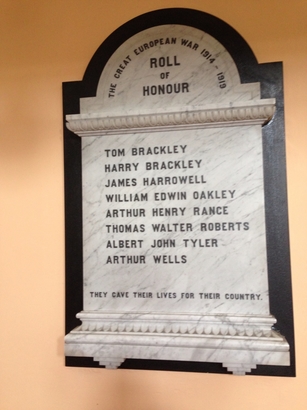 THE GREAT EUROPEAN WAR 1914 - 1919
ROLL
OF
HONOUR
TOM BRACKLEY
HARRY BRACKLEY
JAMES HARROWELL
WILLIAM EDWIN OAKLEY
ARTHUR HENRY RANCE
THOMAS WALTER ROBERTS
ALBERT JOHN TYLER
ARTHUR WELLS
THEY GAVE THEIR LIVES FOR THEIR COUNTRY.